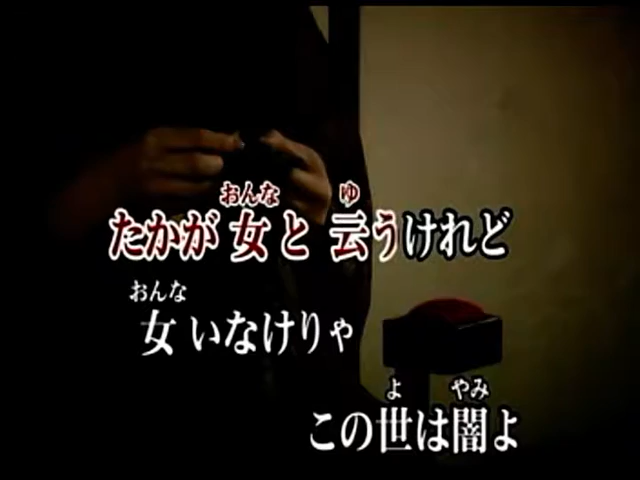 おんな ゆ
たかが女と云うけれど
おんな
女いなけりゃ
よ やみ
この世は闇よ